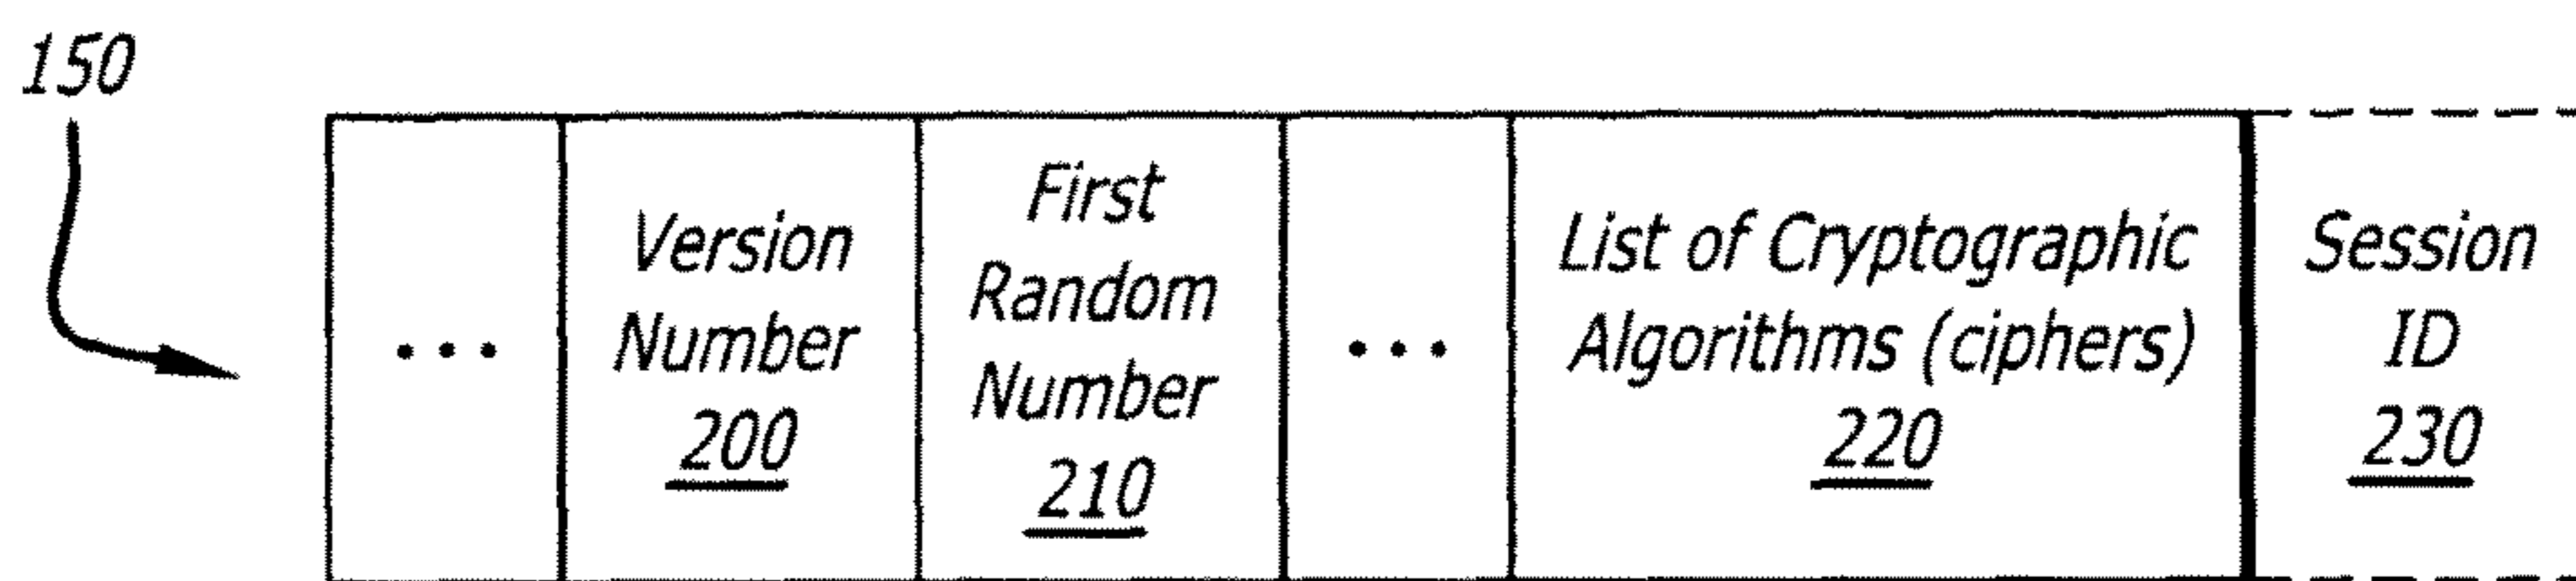 150
...
Version
Number
200
First
Random
Number
210
...
List of Cryptographic
Algorithms (ciphers)
220
Session
ID
230